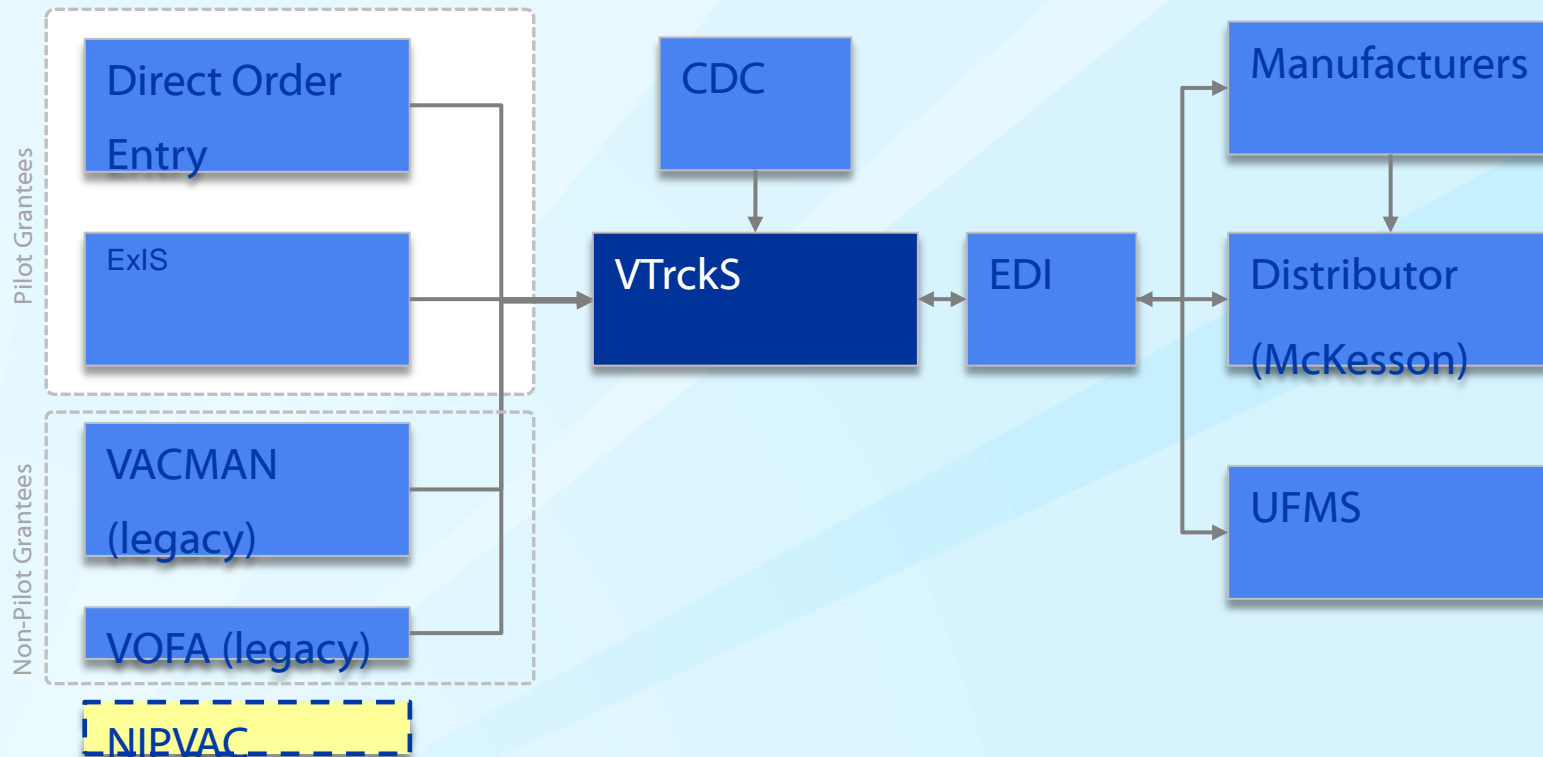 Pilot Grantees
Direct Order
Entry
ExIS
Non-Pilot Grantees
VACMAN
(legacy)
VOFA (legacy)
NIPVAC
CDC
VTrckS
EDI
Manufacturers
Distributor
(McKesson)
UFMS